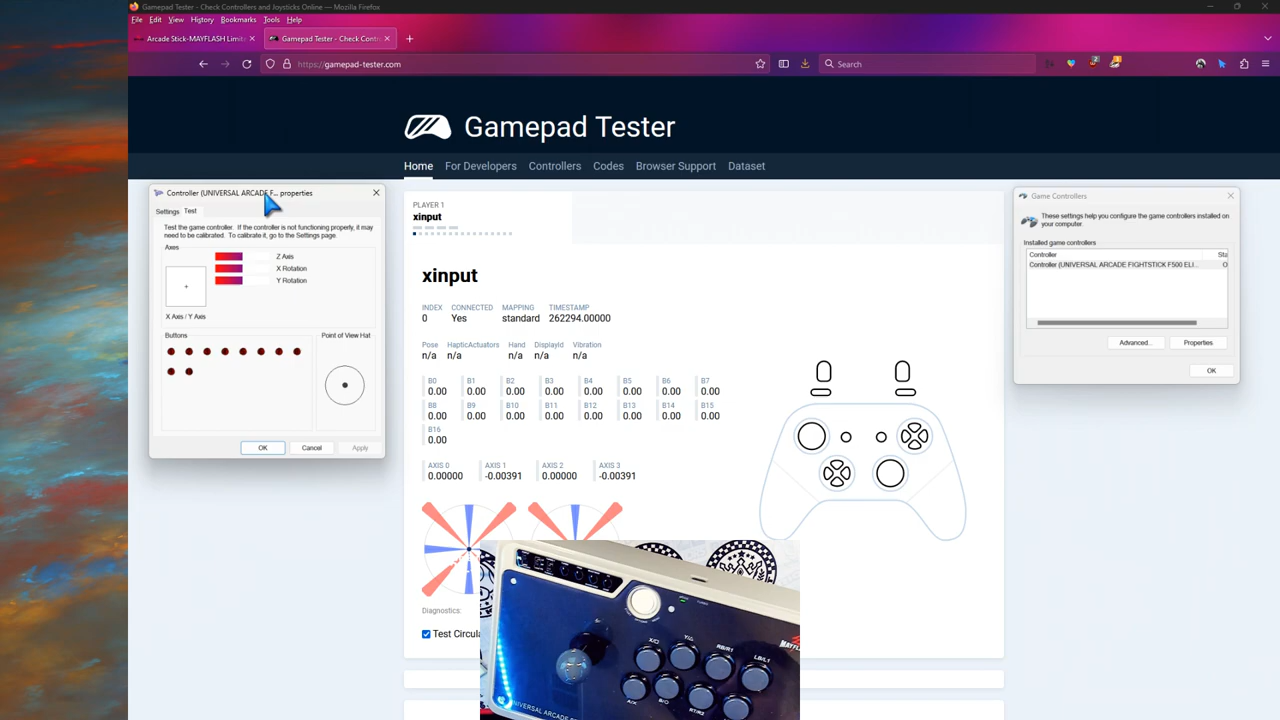 Gamepad Tester - Check Controllers and Joysticks Online — Mozilla Firefox
File Edit View History Bookmarks Tools Help
Arcade Stick-MAYFLASH Limite
Gamepad Tester - Check Contro
https://gamepad-tester.com
Search
Gamepad Tester
Home For Developers Controllers Codes Browser Support Dataset
Controller (UNIVERSAL ARCADE F... properties
Settings Test
Test the game controller. If the controller is not functioning properly, it may
need to be calibrated. To calibrate it, go to the Settings page.
Axes
Z Axis
X Rotation
Y Rotation
X Axis / Y Axis
Buttons
Point of View Hat
OK Cancel Apply
PLAYER 1
xinput
xinput
INDEX CONNECTED MAPPING TIMESTAMP
0 Yes standard 262294.00000
Pose HapticActuators Hand DisplayId Vibration
n/a n/a n/a n/a n/a
B0 B1 B2 B3 B4 B5 B6 B7
0.00 0.00 0.00 0.00 0.00 0.00 0.00 0.00
B8 B9 B10 B11 B12 B13 B14 B15
0.00 0.00 0.00 0.00 0.00 0.00 0.00 0.00
B16
0.00
AXIS 0 AXIS 1 AXIS 2 AXIS 3
0.00000 -0.00391 0.00000 -0.00391
Diagnostics:
Test Circula
Game Controllers
These settings help you configure the game controllers installed on
your computer.
Installed game controllers
Controller Sta
Controller (UNIVERSAL ARCADE FIGHTSTICK F500 ELI... O
Advanced... Properties
OK
TURBO
X/□ Y/△ RB/R1 LB/L1
A/X B/O RT/R2
MAYFL
UNIVERSAL ARCADE